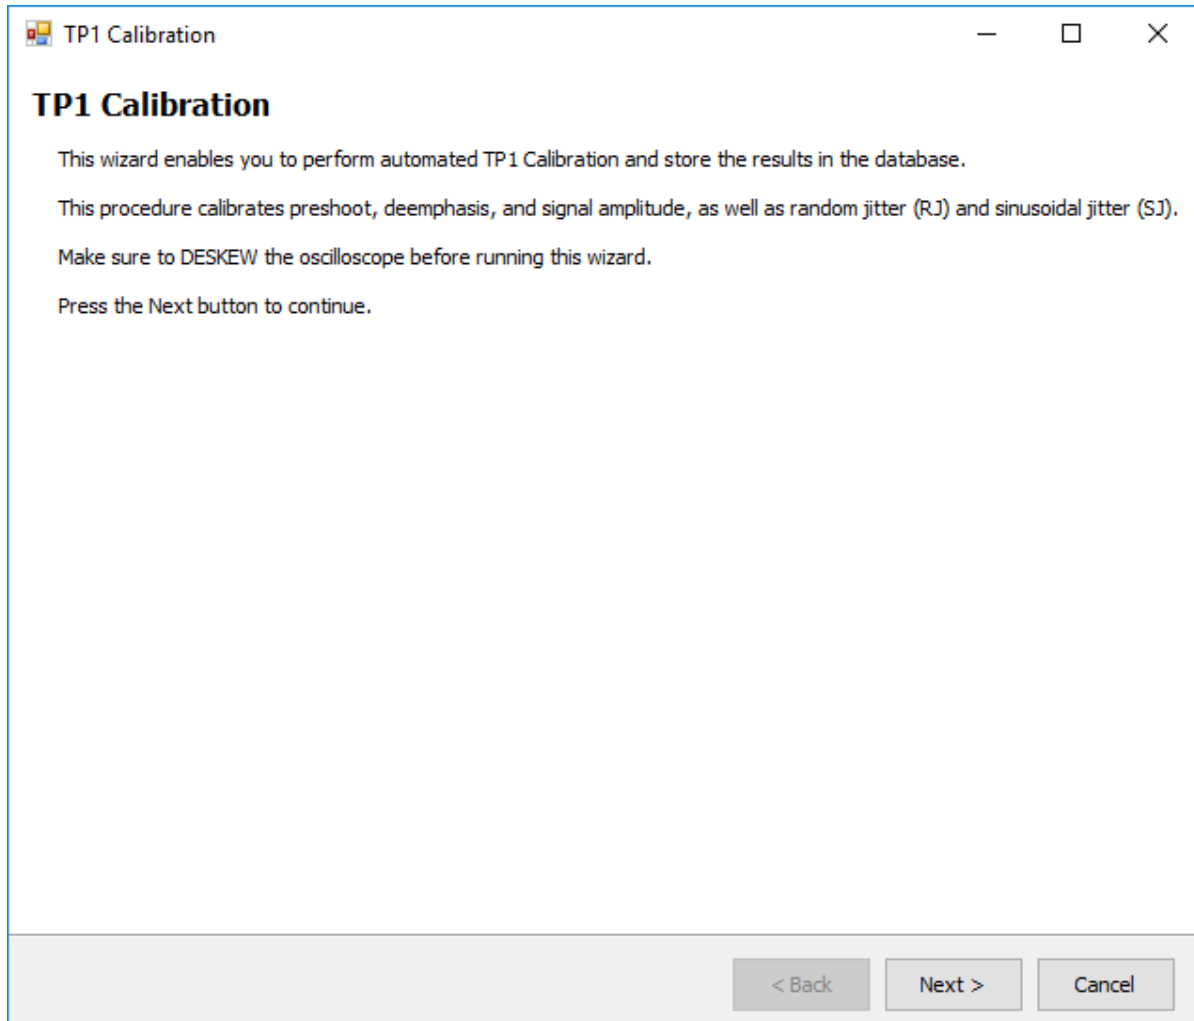 TP1 Calibration
TP1 Calibration
This wizard enables you to perform automated TP1 Calibration and store the results in the database.
This procedure calibrates preshoot, deemphasis, and signal amplitude, as well as random jitter (RJ) and sinusoidal jitter (SJ).
Make sure to DESKEW the oscilloscope before running this wizard.
Press the Next button to continue.
< Back Next > Cancel